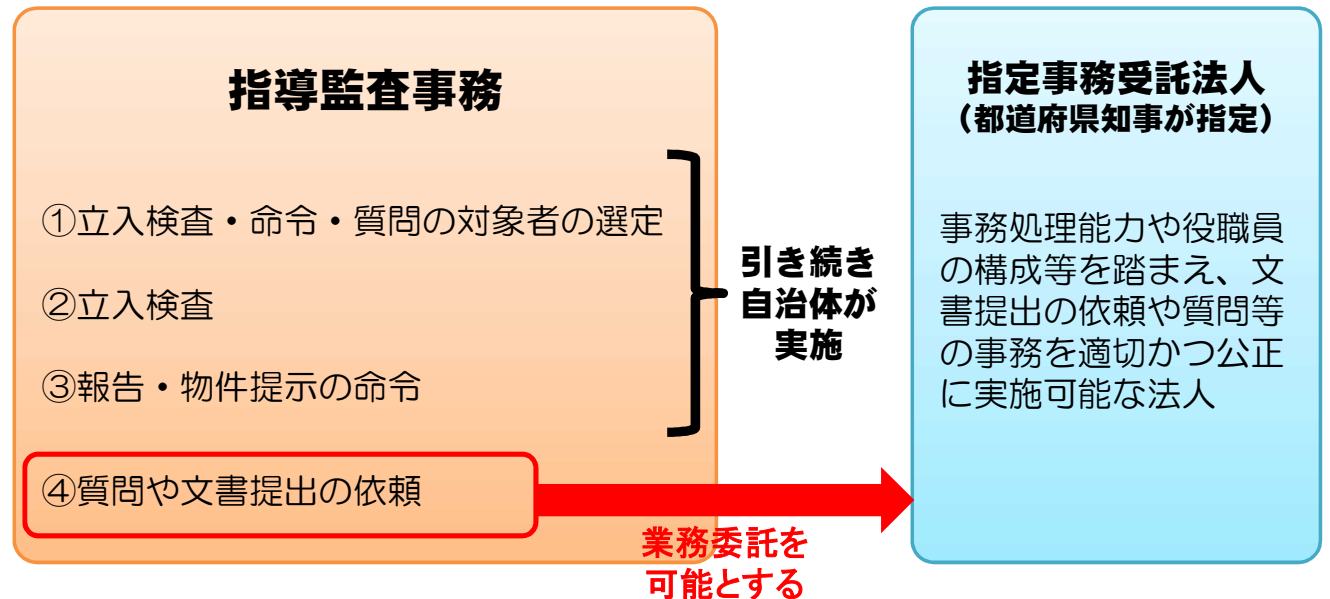 指導監査事務
①立入検査・命令・質問の対象者の選定
②立入検査
③報告・物件提示の命令
④質問や文書提出の依頼
引き続き
自治体が
実施
業務委託を
可能とする
指定事務受託法人
（都道府県知事が指定）
事務処理能力や役職員
の構成等を踏まえ、文
書提出の依頼や質問等
の事務を適切かつ公正
に実施可能な法人